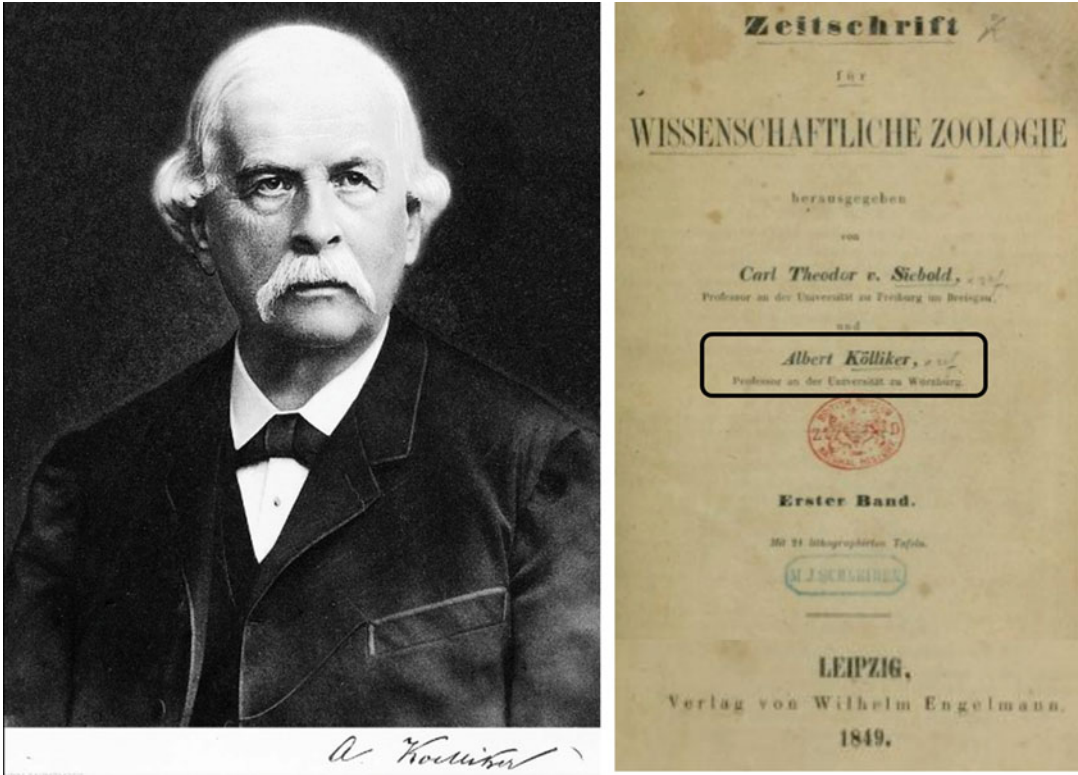 A. Koelliker
Zeitschrift
für
WISSENSCHAFTLICHE ZOOLOGIE
herausgegeben
von
Carl Theodor v. Siebold,
Professor an der Universität zu Freiburg im Breisgau,
und
Albert Kölliker,
Professor an der Universität zu Würzburg.
Z D
Erster Band.
Mit 24 lithographirten Tafeln.
LEIPZIG,
Verlag von Wilhelm Engelmann.
1849.